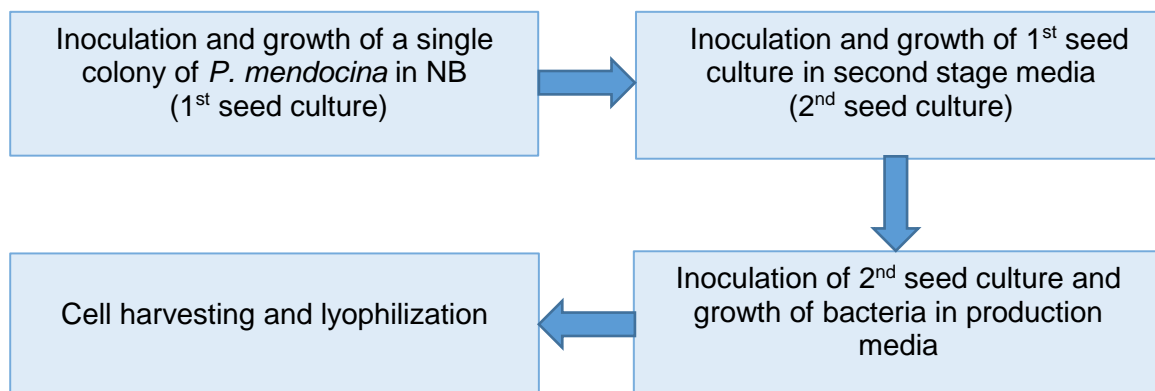 Inoculation and growth of a single
colony of P. mendocina in NB
(1st seed culture)
Inoculation and growth of 1st seed
culture in second stage media
(2nd seed culture)
Inoculation of 2nd seed culture and
growth of bacteria in production
media
Cell harvesting and lyophilization